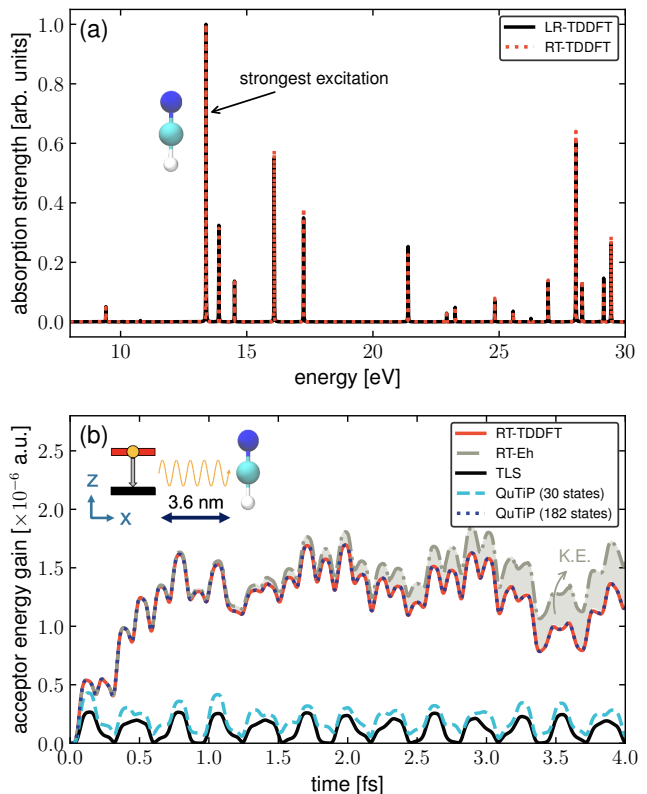 (a)
LR-TDDFT
RT-TDDFT
strongest excitation
absorption strength [arb. units]
1.0
0.8
0.6
0.4
0.2
0.0
10 15 20 25 30
energy [eV]
(b)
RT-TDDFT
RT-Eh
TLS
QuTiP (30 states)
QuTiP (182 states)
Z
X
3.6 nm
K.E.
acceptor energy gain [×10⁻⁶ a.u.]
2.5
2.0
1.5
1.0
0.5
0.0
0.0 0.5 1.0 1.5 2.0 2.5 3.0 3.5 4.0
time [fs]